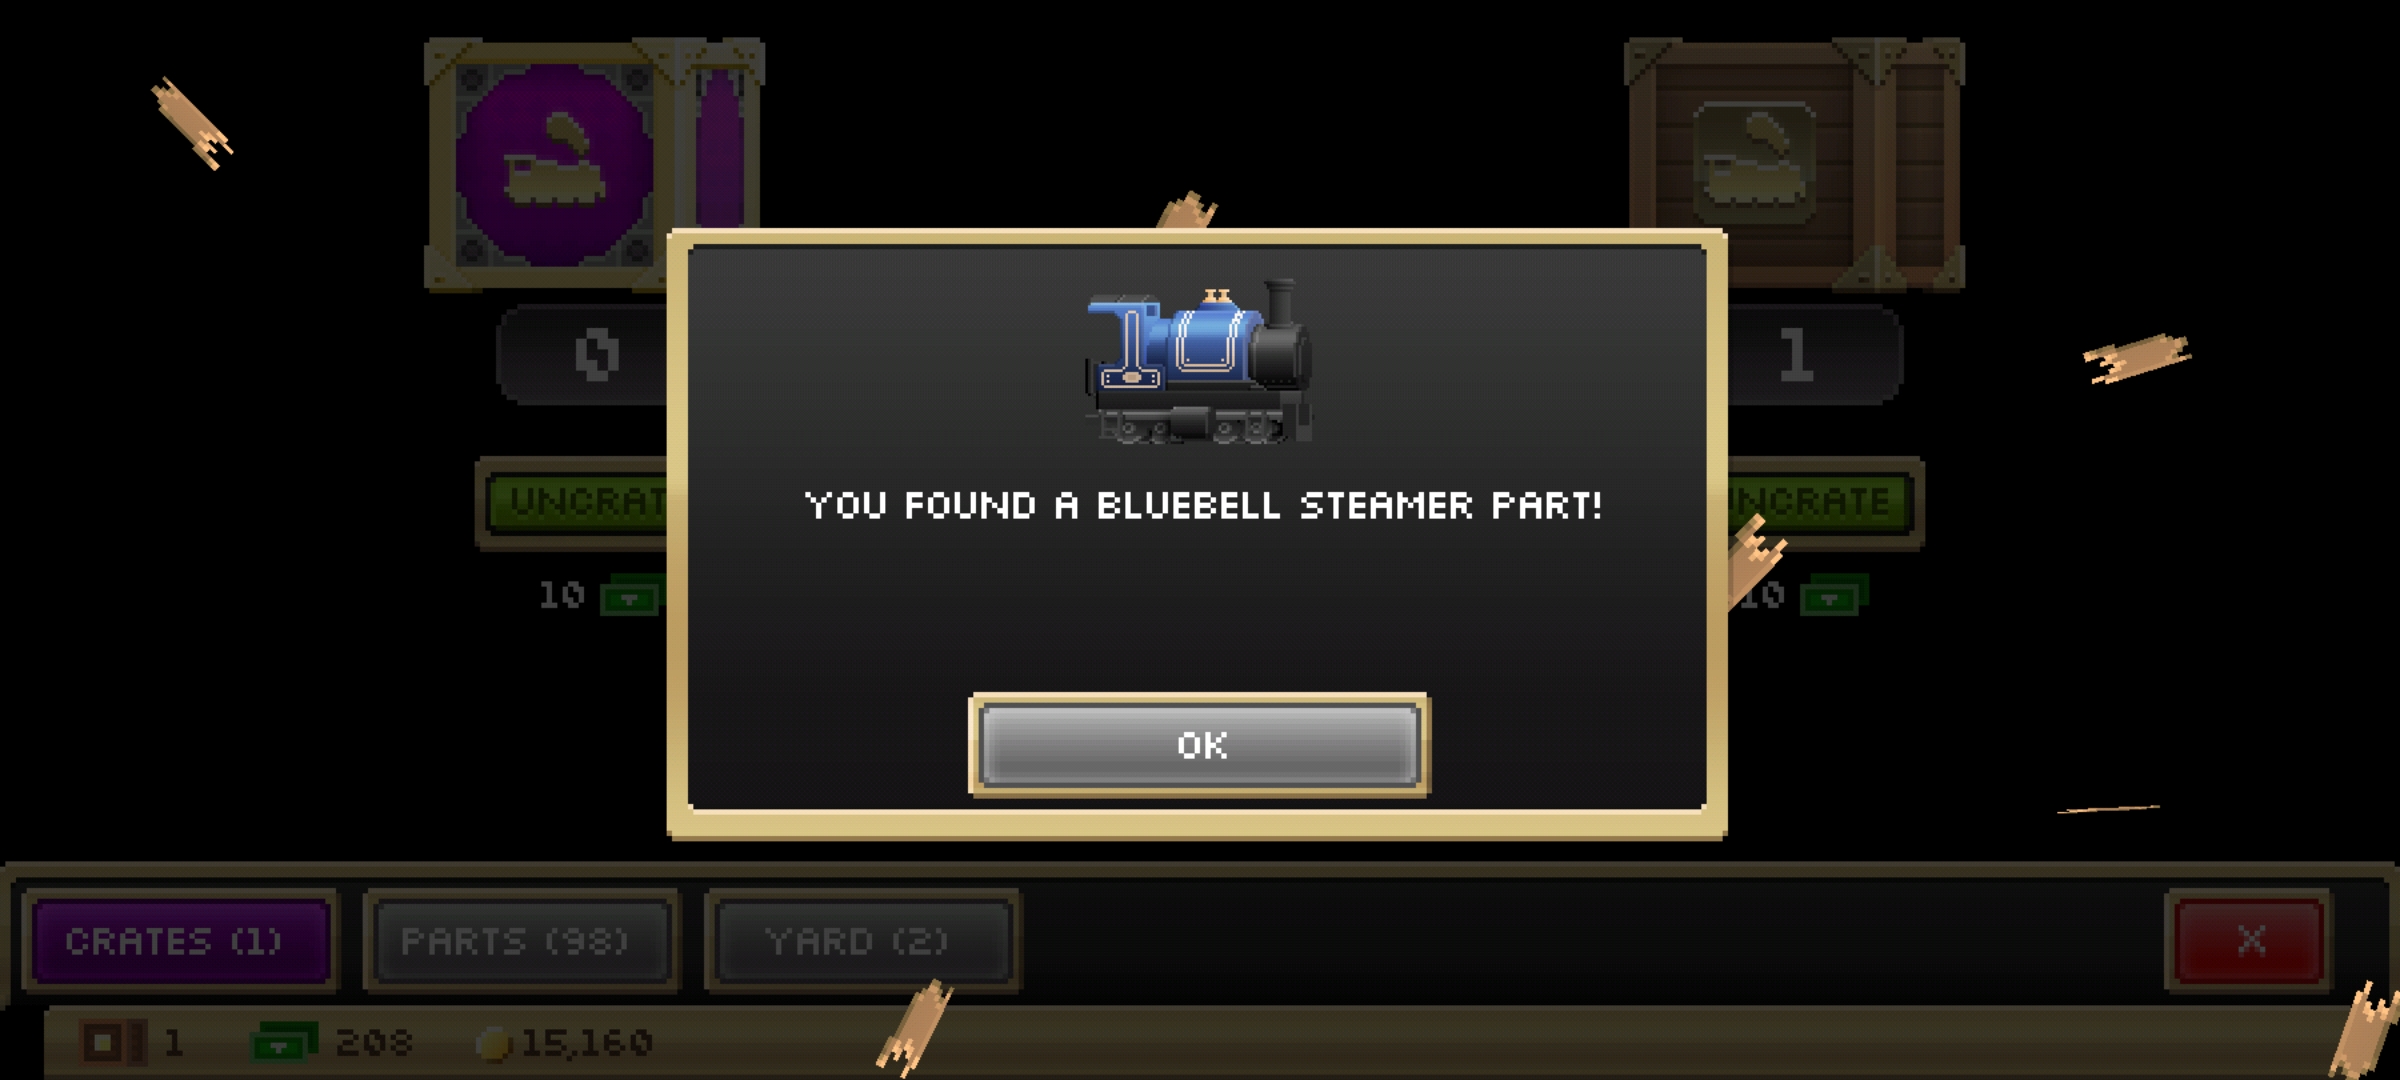 0
1
YOU FOUND A BLUEBELL STEAMER PART!
UNCRAT
NCRATE
10
10
OK
CRATES (1)
PARTS (98)
YARD (2)
X
1
208
15,160